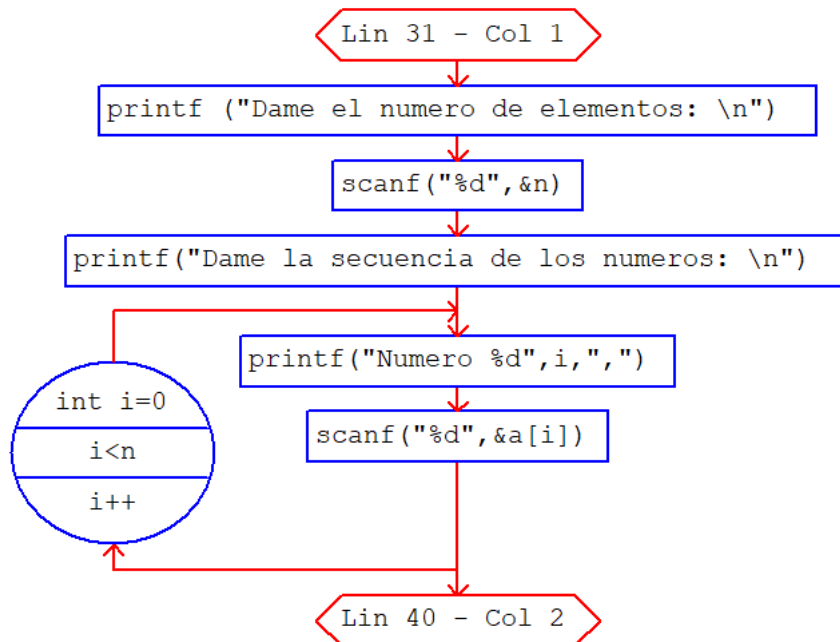 Lin 31 - Col 1
printf ("Dame el numero de elementos: \n")
scanf("%d",&n)
printf("Dame la secuencia de los numeros: \n")
printf("Numero %d",i,",")
int i=0
scanf("%d",&a[i])
i<n
i++
Lin 40 - Col 2